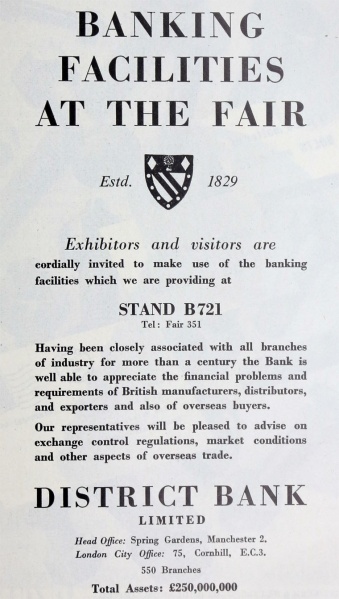 BANKING
FACILITIES
AT THE FAIR
Estd. 1829
Exhibitors and visitors are
cordially invited to make use of the banking
facilities which we are providing at
STAND B721
Tel: Fair 351
Having been closely associated with all branches
of industry for more than a century the Bank is
well able to appreciate the financial problems and
requirements of British manufacturers, distributors,
and exporters and also of overseas buyers.
Our representatives will be pleased to advise on
exchange control regulations, market conditions
and other aspects of overseas trade.
DISTRICT BANK
LIMITED
Head Office: Spring Gardens, Manchester 2.
London City Office: 75, Cornhill, E.C.3.
550 Branches
Total Assets: £250,000,000